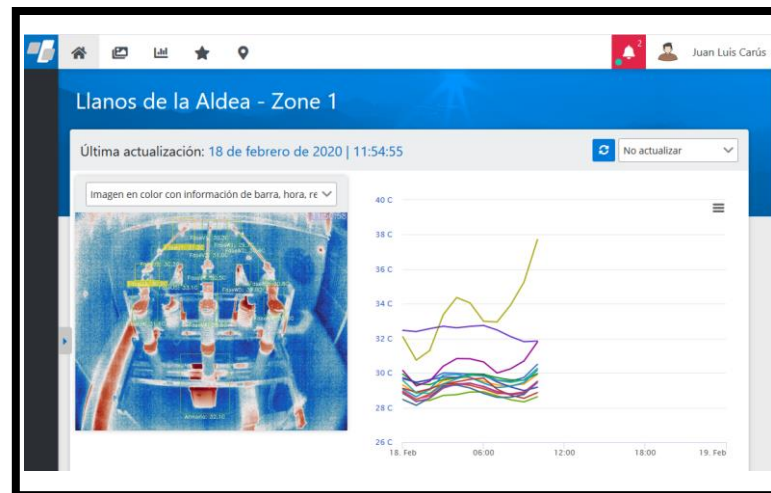 2
Juan Luis Carús
Llanos de la Aldea - Zone 1
Última actualización: 18 de febrero de 2020 | 11:54:55
No actualizar
Imagen en color con información de barra, hora, re
40 C
38 C
36 C
34 C
32 C
30 C
28 C
26 C
18. Feb
06:00
12:00
18:00
19. Feb